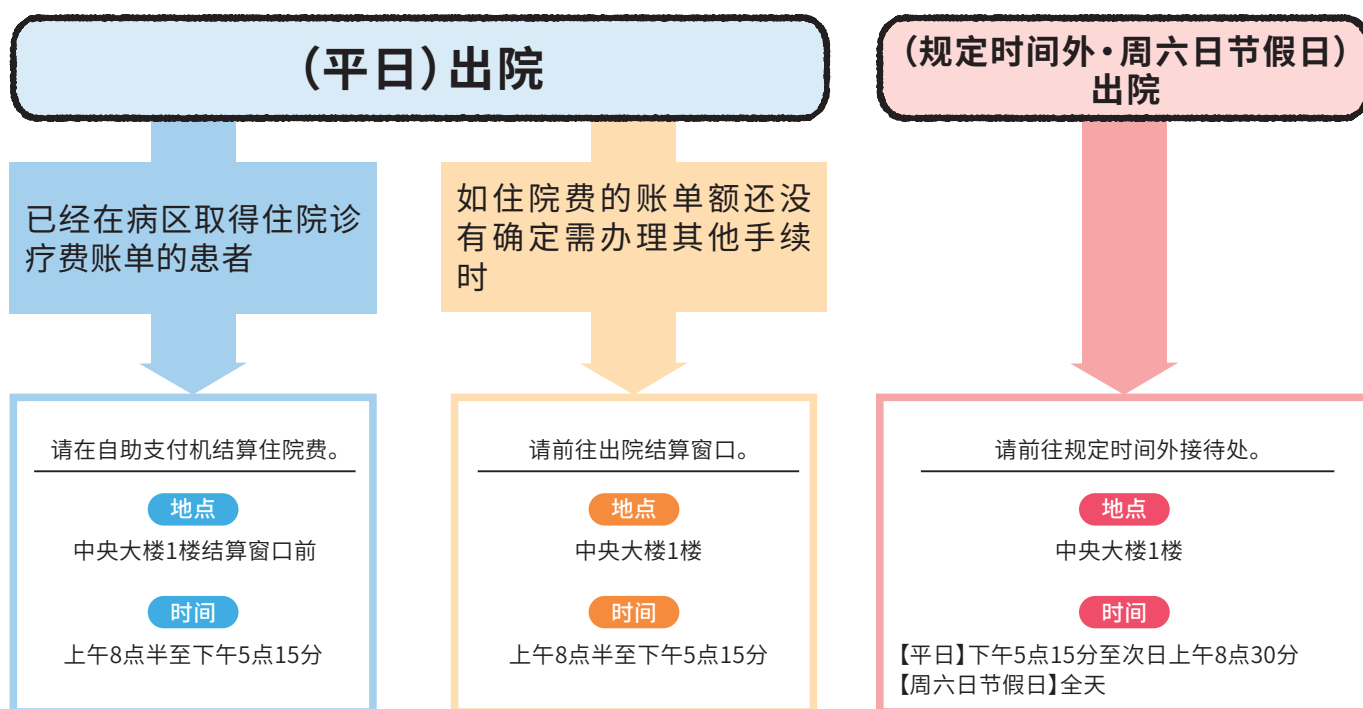 (平日)出院
已经在病区取得住院诊
疗费账单的患者
请在自助支付机结算住院费。
地点
中央大楼1楼结算窗口前
时间
上午8点半至下午5点15分
如住院费的账单额还没
有确定需办理其他手续
时
请前往出院结算窗口。
地点
中央大楼1楼
时间
上午8点半至下午5点15分
(规定时间外・周六日节假日)
出院
请前往规定时间外接待处。
地点
中央大楼1楼
时间
【平日】下午5点15分至次日上午8点30分
【周六日节假日】全天